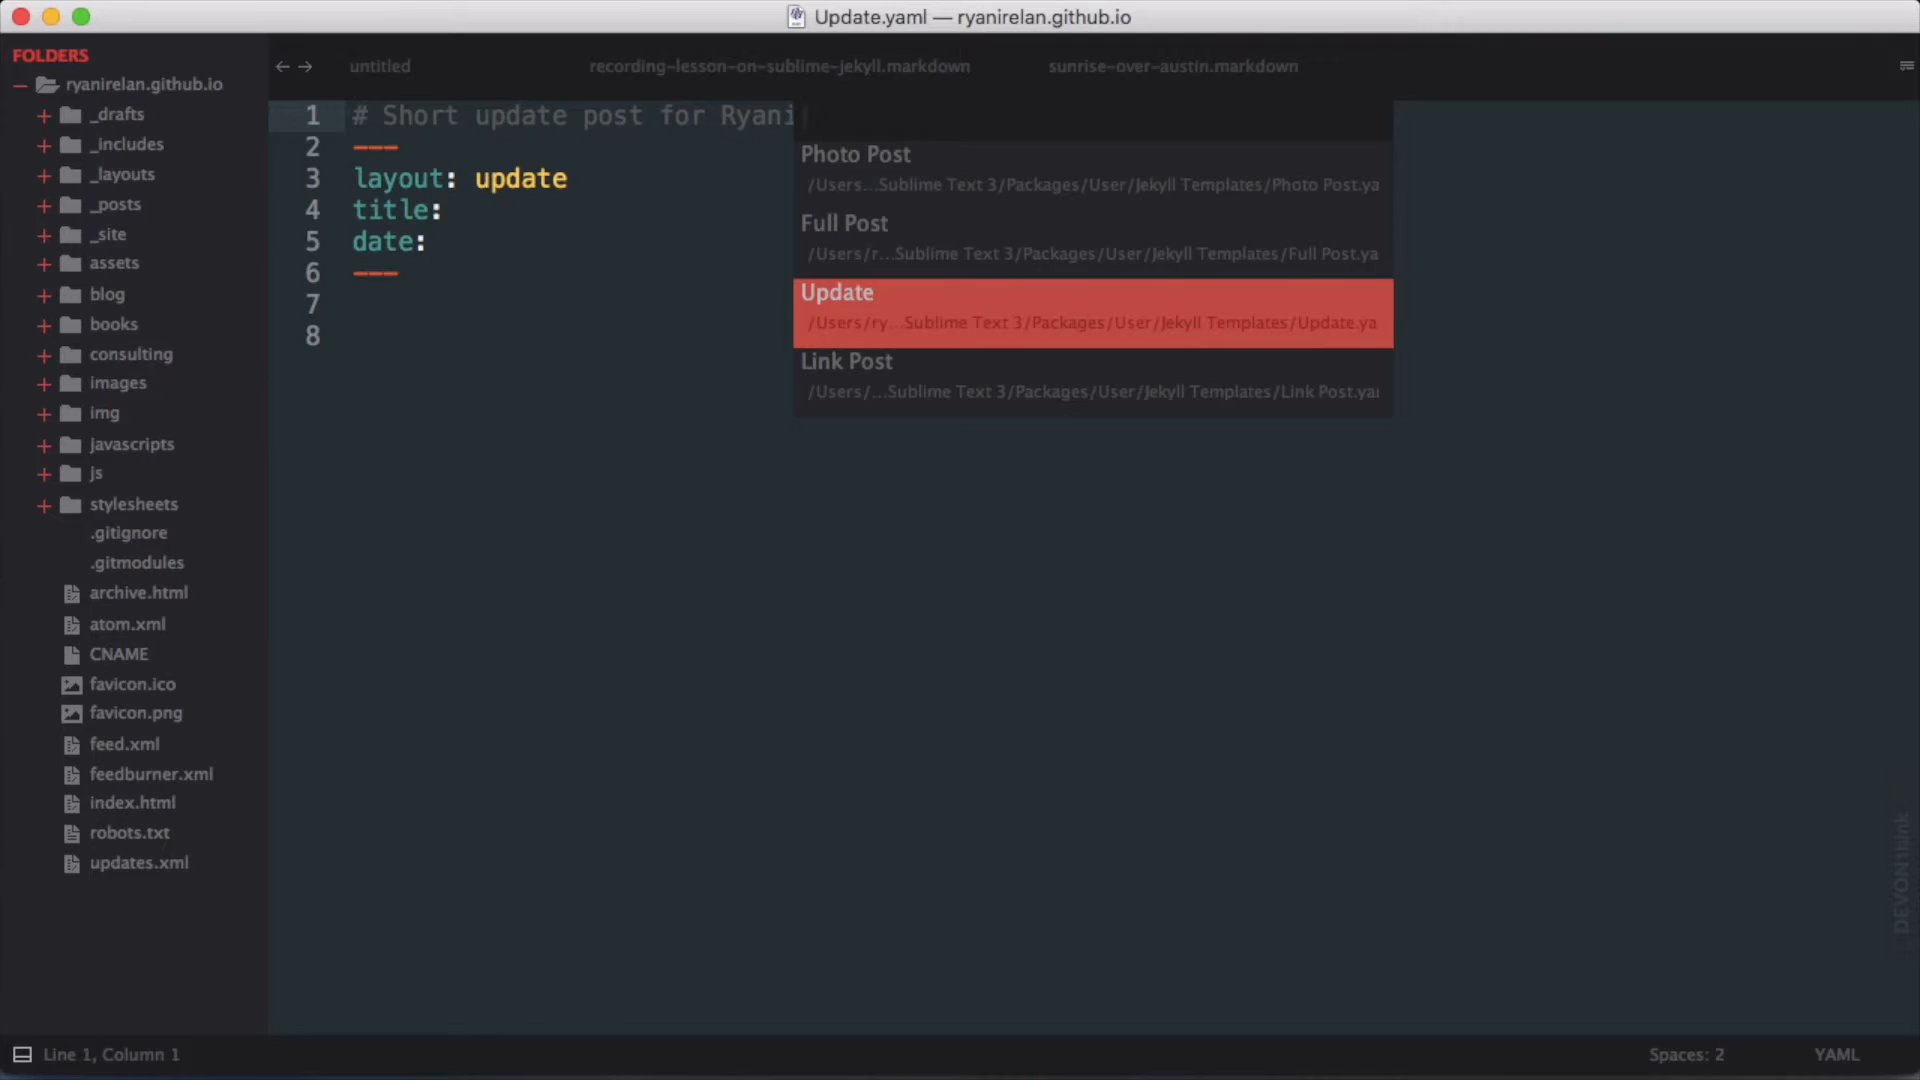 Update.yaml — ryanirelan.github.io
FOLDERS
ryanirelan.github.io
_drafts
_includes
_layouts
_posts
_site
assets
blog
books
consulting
images
img
javascripts
js
stylesheets
.gitignore
.gitmodules
archive.html
atom.xml
CNAME
favicon.ico
favicon.png
feed.xml
feedburner.xml
index.html
robots.txt
updates.xml
untitled
recording-lesson-on-sublime-jekyll.markdown
sunrise-over-austin.markdown
1 # Short update post for Ryani
2 ---
3 layout: update
4 title:
5 date:
6 ---
7
8
Photo Post
/Users...Sublime Text 3/Packages/User/Jekyll Templates/Photo Post.ya
Full Post
/Users/r...Sublime Text 3/Packages/User/Jekyll Templates/Full Post.ya
Update
/Users/ry...Sublime Text 3/Packages/User/Jekyll Templates/Update.ya
Link Post
/Users/...Sublime Text 3/Packages/User/Jekyll Templates/Link Post.ya
DEVONthink
Line 1, Column 1
Spaces: 2
YAML